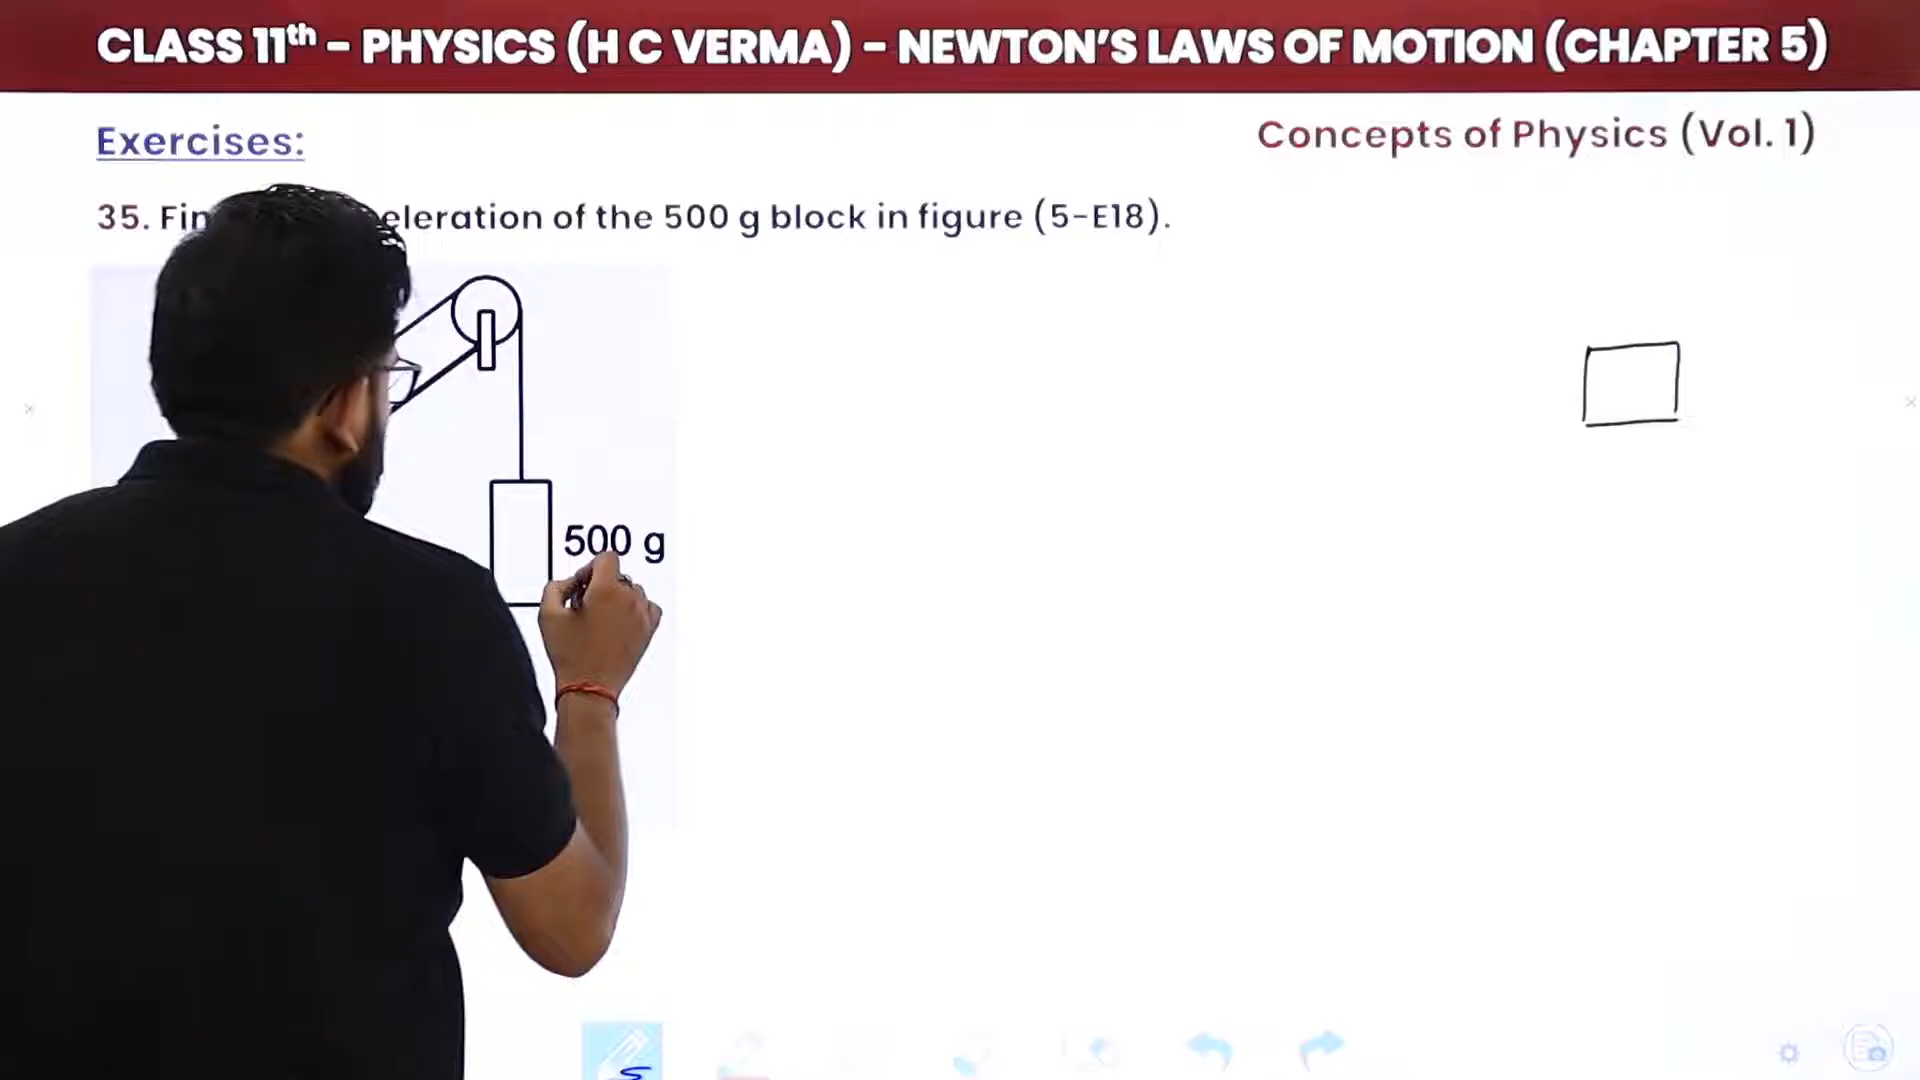 CLASS 11th – PHYSICS (H C VERMA) – NEWTON'S LAWS OF MOTION (CHAPTER 5)
Exercises:
Concepts of Physics (Vol. 1)
35. Fin eleration of the 500 g block in figure (5-E18).
500 g